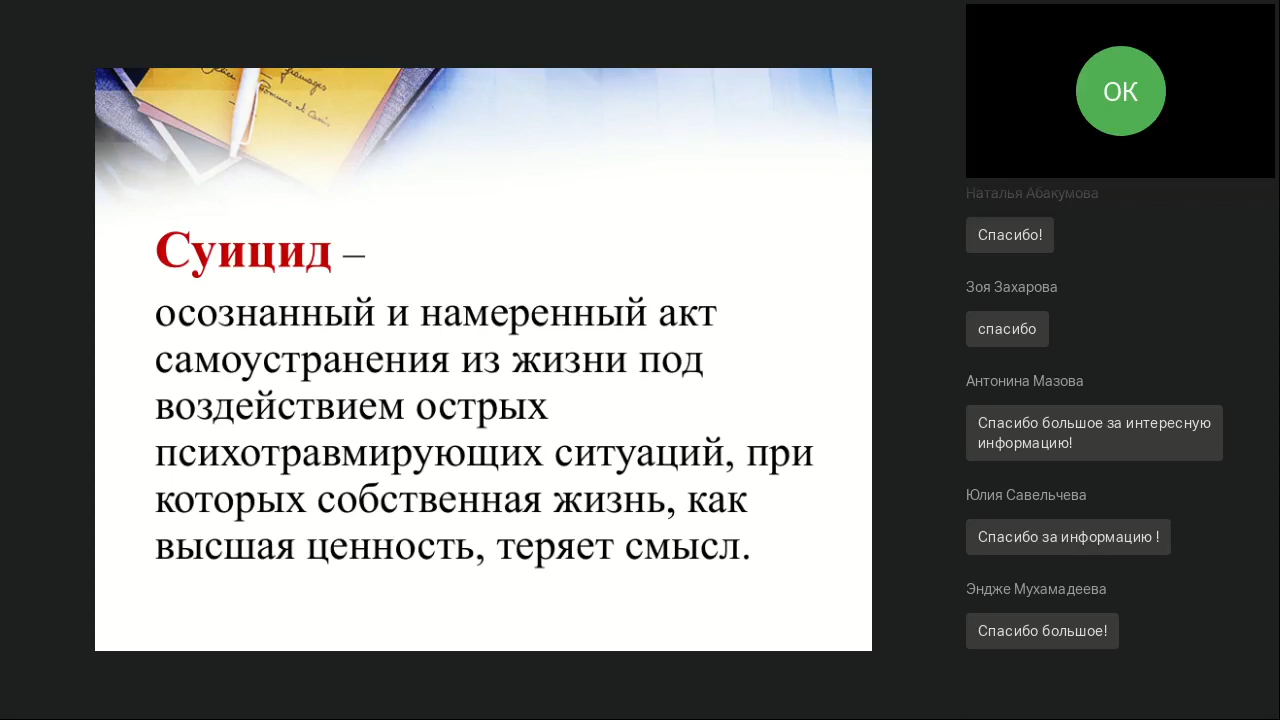 Суицид –
осознанный и намеренный акт
самоустранения из жизни под
воздействием острых
психотравмирующих ситуаций, при
которых собственная жизнь, как
высшая ценность, теряет смысл.
ОК
Наталья Абакумова
Спасибо!
Зоя Захарова
спасибо
Антонина Мазова
Спасибо большое за интересную
информацию!
Юлия Савельчева
Спасибо за информацию !
Эндже Мухамадеева
Спасибо большое!